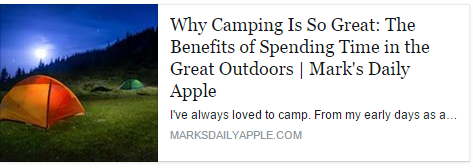 Why Camping Is So Great: The
Benefits of Spending Time in the
Great Outdoors | Mark's Daily
Apple
I've always loved to camp. From my early days as a...
MARKSDAILYAPPLE.COM